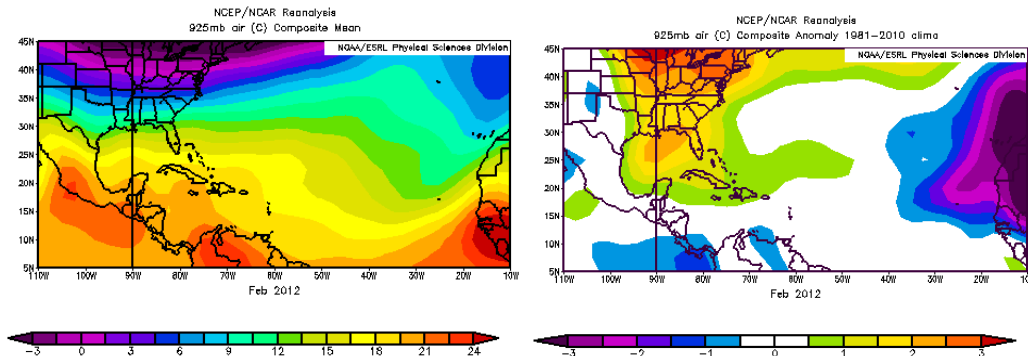 NCEP/NCAR Reanalysis
925mb air (C) Composite Mean
NOAA/ESRL Physical Sciences Division
45N
40N
35N
30N
25N
20N
15N
10N
5N
110W 100W 90W 80W 70W 60W 50W 40W 30W 20W 10W
Feb 2012
-3 0 3 6 9 12 15 18 21 24
NCEP/NCAR Reanalysis
925mb air (C) Composite Anomaly 1981-2010 climo
NOAA/ESRL Physical Sciences Division
45N
40N
35N
30N
25N
20N
15N
10N
5N
110W 100W 90W 80W 70W 60W 50W 40W 30W 20W 10W
Feb 2012
-3 -2 -1 0 1 2 3